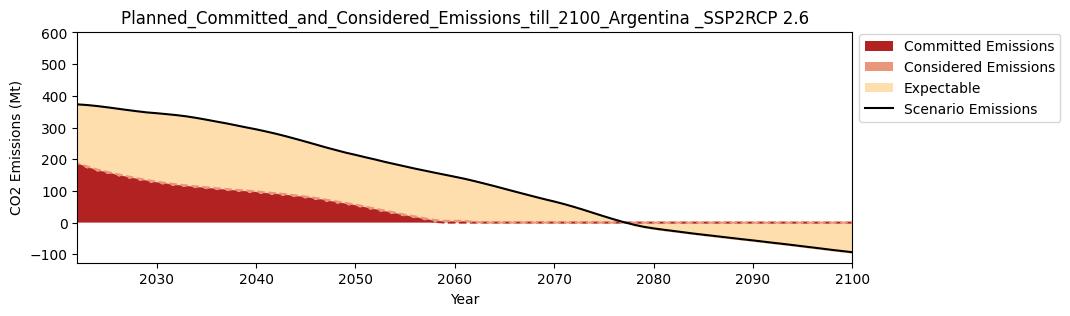 Planned_Committed_and_Considered_Emissions_till_2100_Argentina _SSP2RCP 2.6
600
500
400
300
200
100
0
−100
CO2 Emissions (Mt)
2030
2040
2050
2060
2070
2080
2090
2100
Year
Committed Emissions
Considered Emissions
Expectable
Scenario Emissions